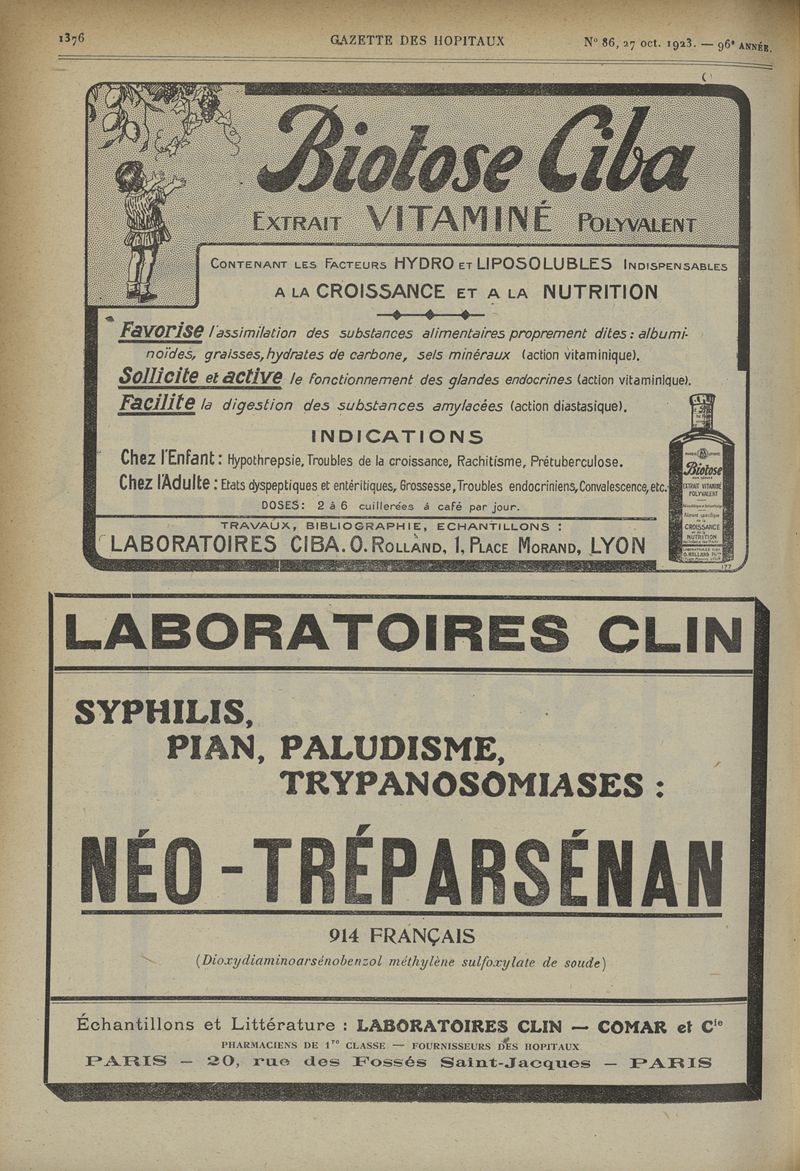 1376
GAZETTE DES HOPITAUX
N° 86, 27 oct. 1923. — 96e ANNÉE.
Biotose Ciba
EXTRAIT VITAMINÉ POLYVALENT
CONTENANT LES FACTEURS HYDRO ET LIPOSOLUBLES INDISPENSABLES
A LA CROISSANCE ET A LA NUTRITION
Favorise l'assimilation des substances alimentaires proprement dites : albumi-
noïdes, graisses, hydrates de carbone, sels minéraux (action vitaminique).
Sollicite et active le fonctionnement des glandes endocrines (action vitaminique).
Facilite la digestion des substances amylacées (action diastasique).
INDICATIONS
Chez l'Enfant : Hypothrepsie, Troubles de la croissance, Rachitisme, Prétuberculose.
Chez l'Adulte : Etats dyspeptiques et entéritiques, Grossesse, Troubles endocriniens, Convalescence, etc.
DOSES : 2 à 6 cuillerées à café par jour.
TRAVAUX, BIBLIOGRAPHIE, ECHANTILLONS :
LABORATOIRES CIBA. O. ROLLAND, 1, PLACE MORAND, LYON
Biotose
EXTRAIT VITAMINÉ
POLYVALENT
CROISSANCE
NUTRITION
O. ROLLAND
177
LABORATOIRES CLIN
SYPHILIS,
PIAN, PALUDISME,
TRYPANOSOMIASES :
NÉO-TRÉPARSÉNAN
914 FRANÇAIS
(Dioxydiaminoarsénobenzol méthylène sulfoxylate de soude)
Échantillons et Littérature : LABORATOIRES CLIN — COMAR et Cie
PHARMACIENS DE 1re CLASSE — FOURNISSEURS DES HOPITAUX
PARIS — 20, rue des Fossés Saint-Jacques — PARIS